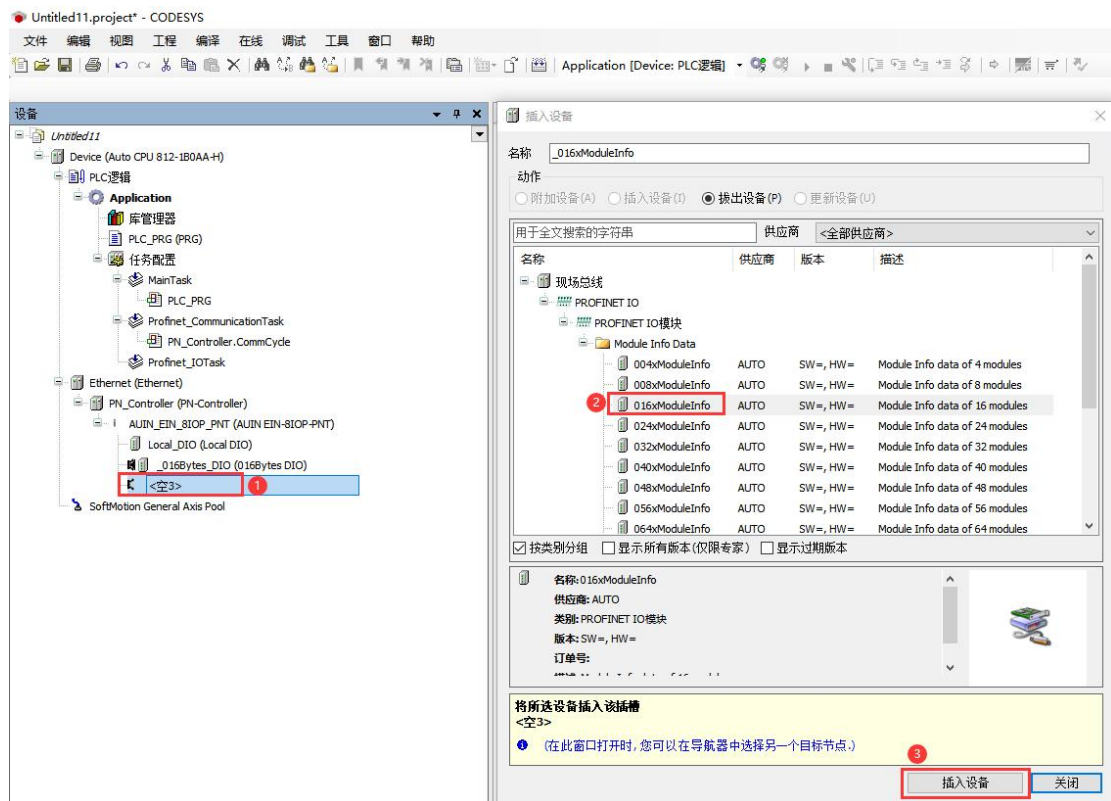 Untitled11.project* - CODESYS
文件 编辑 视图 工程 编译 在线 调试 工具 窗口 帮助
Application [Device: PLC逻辑]
设备
Untitled11
Device (Auto CPU 812-1B0AA-H)
PLC逻辑
Application
库管理器
PLC_PRG (PRG)
任务配置
MainTask
PLC_PRG
Profinet_CommunicationTask
PN_Controller.CommCycle
Profinet_IOTask
Ethernet (Ethernet)
PN_Controller (PN-Controller)
AUIN_EIN_8IOP_PNT (AUIN EIN-8IOP-PNT)
Local_DIO (Local DIO)
_016Bytes_DIO (016Bytes DIO)
<空3> 1
SoftMotion General Axis Pool
插入设备
名称 _016xModuleInfo
动作
附加设备(A) 插入设备(I) 拔出设备(P) 更新设备(U)
用于全文搜索的字符串 供应商 <全部供应商>
名称 供应商 版本 描述
现场总线
PROFINET IO
PROFINET IO模块
Module Info Data
004xModuleInfo AUTO SW=, HW= Module Info data of 4 modules
008xModuleInfo AUTO SW=, HW= Module Info data of 8 modules
2 016xModuleInfo AUTO SW=, HW= Module Info data of 16 modules
024xModuleInfo AUTO SW=, HW= Module Info data of 24 modules
032xModuleInfo AUTO SW=, HW= Module Info data of 32 modules
040xModuleInfo AUTO SW=, HW= Module Info data of 40 modules
048xModuleInfo AUTO SW=, HW= Module Info data of 48 modules
056xModuleInfo AUTO SW=, HW= Module Info data of 56 modules
064xModuleInfo AUTO SW=, HW= Module Info data of 64 modules
按类别分组 显示所有版本(仅限专家) 显示过期版本
名称: 016xModuleInfo
供应商: AUTO
类别: PROFINET IO模块
版本: SW=, HW=
订单号:
将所选设备插入该插槽
<空3>
(在此窗口打开时, 您可以在导航器中选择另一个目标节点.)
3
插入设备 关闭